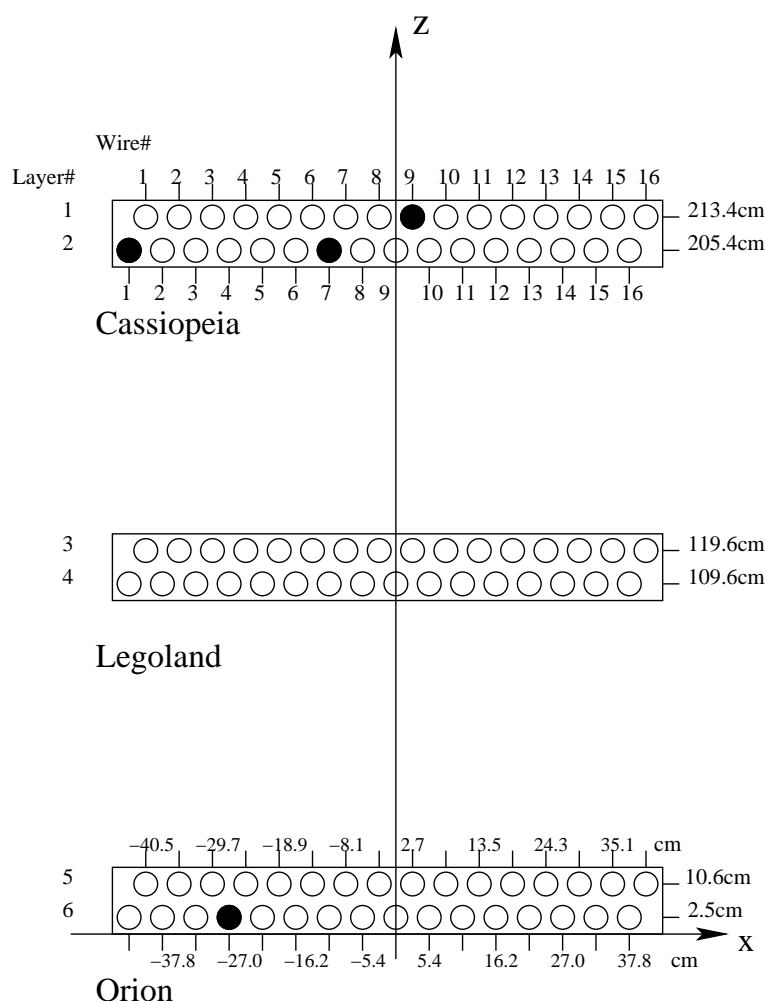 Z
Wire#
Layer#
1 2 3 4 5 6 7 8 9 10 11 12 13 14 15 16
1 213.4cm
2 205.4cm
1 2 3 4 5 6 7 8 9 10 11 12 13 14 15 16
Cassiopeia
3 119.6cm
4 109.6cm
Legoland
−40.5 −29.7 −18.9 −8.1 2.7 13.5 24.3 35.1 cm
5 10.6cm
6 2.5cm
X
−37.8 −27.0 −16.2 −5.4 5.4 16.2 27.0 37.8 cm
Orion